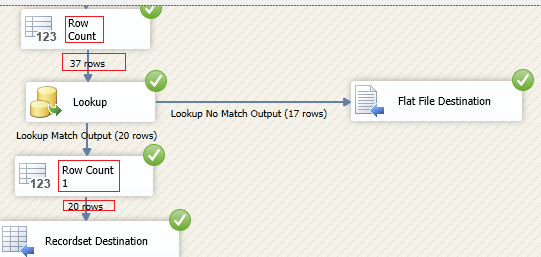 123
Row
Count
37 rows
Lookup
Lookup No Match Output (17 rows)
Flat File Destination
Lookup Match Output (20 rows)
123
Row Count
1
20 rows
Recordset Destination